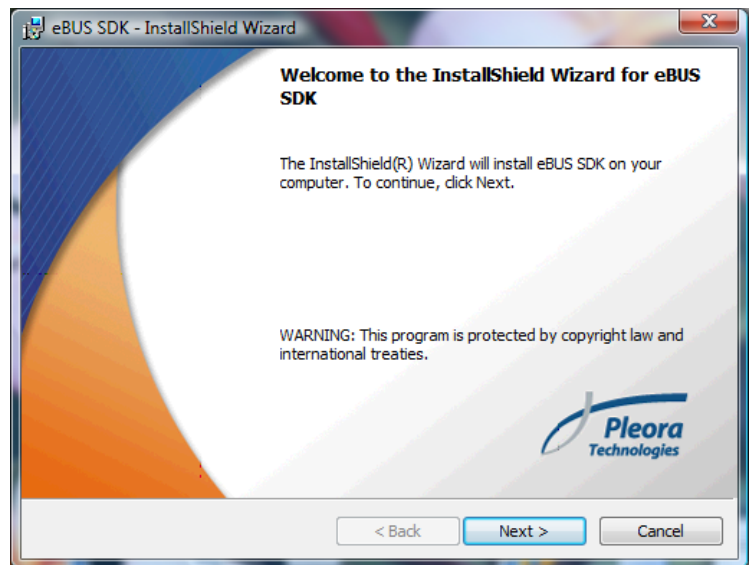 eBUS SDK - InstallShield Wizard
Welcome to the InstallShield Wizard for eBUS
SDK
The InstallShield(R) Wizard will install eBUS SDK on your
computer. To continue, click Next.
WARNING: This program is protected by copyright law and
international treaties.
Pleora
Technologies
< Back
Next >
Cancel